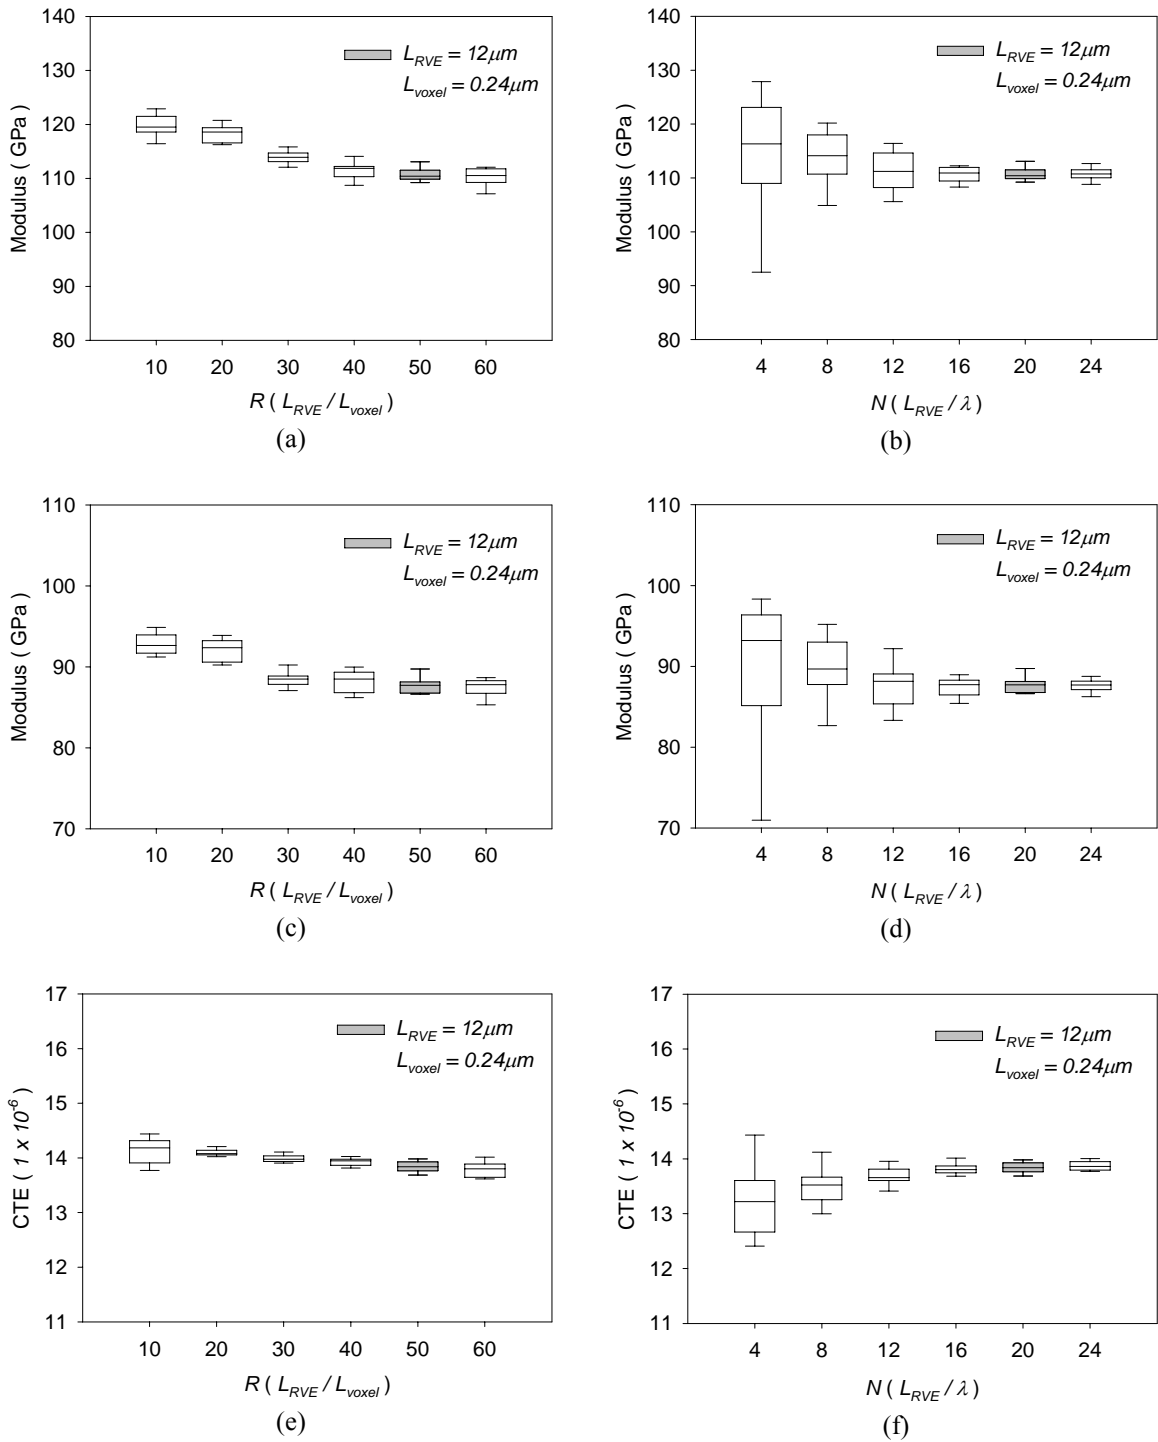 140
130
120
110
100
90
80
Modulus ( GPa )
L_RVE = 12μm
L_voxel = 0.24μm
10 20 30 40 50 60
R ( L_RVE / L_voxel )
(a)
140
130
120
110
100
90
80
Modulus ( GPa )
L_RVE = 12μm
L_voxel = 0.24μm
4 8 12 16 20 24
N ( L_RVE / λ )
(b)
110
100
90
80
70
Modulus ( GPa )
L_RVE = 12μm
L_voxel = 0.24μm
10 20 30 40 50 60
R ( L_RVE / L_voxel )
(c)
110
100
90
80
70
Modulus ( GPa )
L_RVE = 12μm
L_voxel = 0.24μm
4 8 12 16 20 24
N ( L_RVE / λ )
(d)
17
16
15
14
13
12
11
CTE ( 1 x 10^-6 )
L_RVE = 12μm
L_voxel = 0.24μm
10 20 30 40 50 60
R ( L_RVE / L_voxel )
(e)
17
16
15
14
13
12
11
CTE ( 1 x 10^-6 )
L_RVE = 12μm
L_voxel = 0.24μm
4 8 12 16 20 24
N ( L_RVE / λ )
(f)